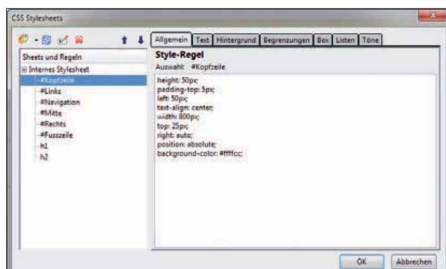 CSS Stylesheets
Allgemein Text Hintergrund Begrenzungen Box Listen Töne
Sheets und Regeln
Internes Stylesheet
#Kopfzeile
#Links
#Navigation
#Mitte
#Rechts
#Fusszeile
h1
h2
Style-Regel
Auswahl: #Kopfzeile
height: 50px;
padding-top: 5px;
left: 50px;
text-align: center;
width: 800px;
top: 25px;
right: auto;
position: absolute;
background-color: #ffffcc;
OK Abbrechen